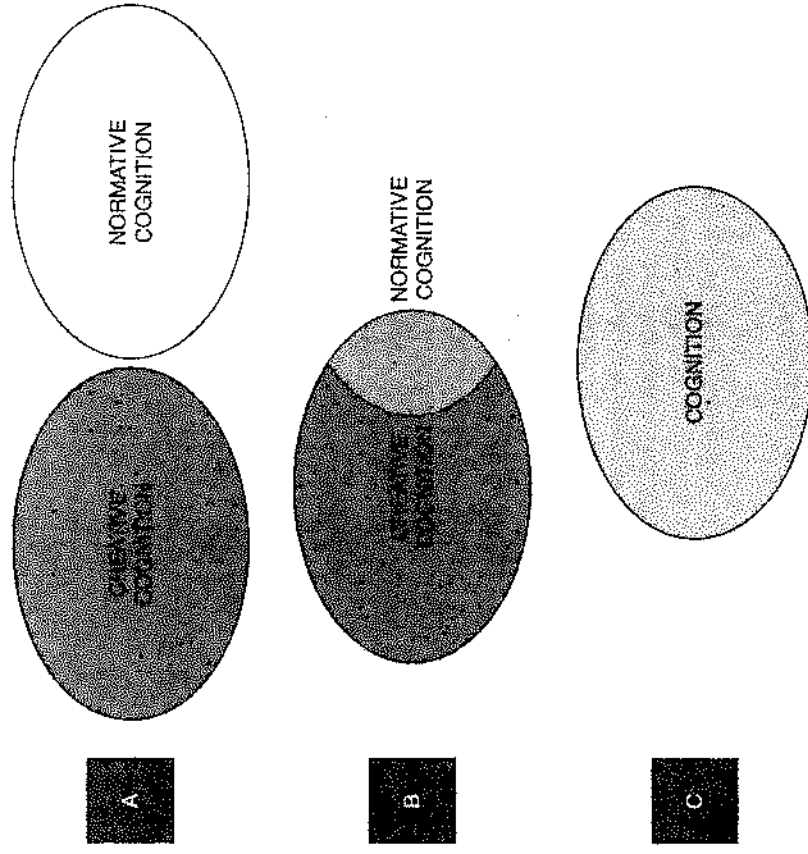 A
CREATIVE
COGNITION
NORMATIVE
COGNITION
B
CREATIVE
COGNITION
NORMATIVE
COGNITION
C
COGNITION